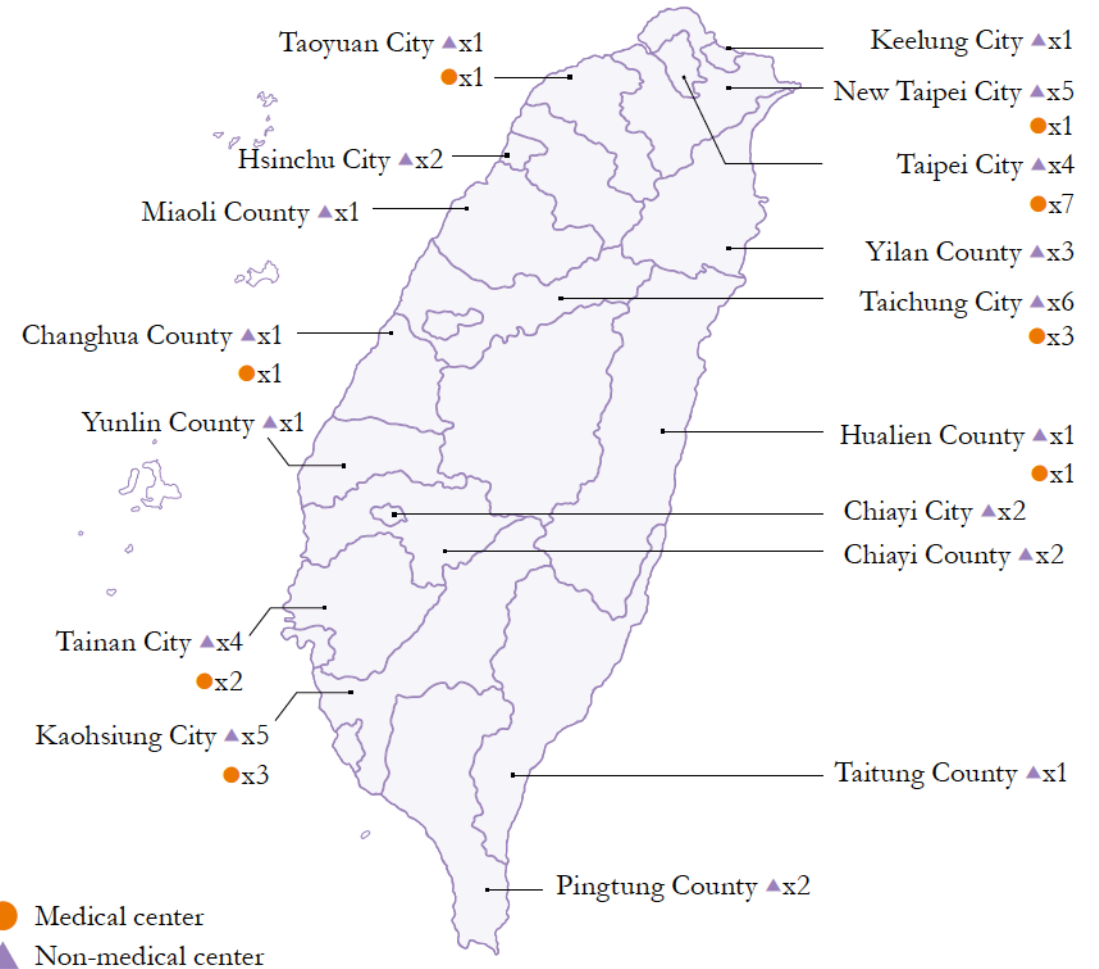 Taoyuan City ▲x1
●x1
Hsinchu City ▲x2
Miaoli County ▲x1
Changhua County ▲x1
●x1
Yunlin County ▲x1
Tainan City ▲x4
●x2
Kaohsiung City ▲x5
●x3
Keelung City ▲x1
New Taipei City ▲x5
●x1
Taipei City ▲x4
●x7
Yilan County ▲x3
Taichung City ▲x6
●x3
Hualien County ▲x1
●x1
Chiayi City ▲x2
Chiayi County ▲x2
Taitung County ▲x1
Pingtung County ▲x2
● Medical center
▲ Non-medical center